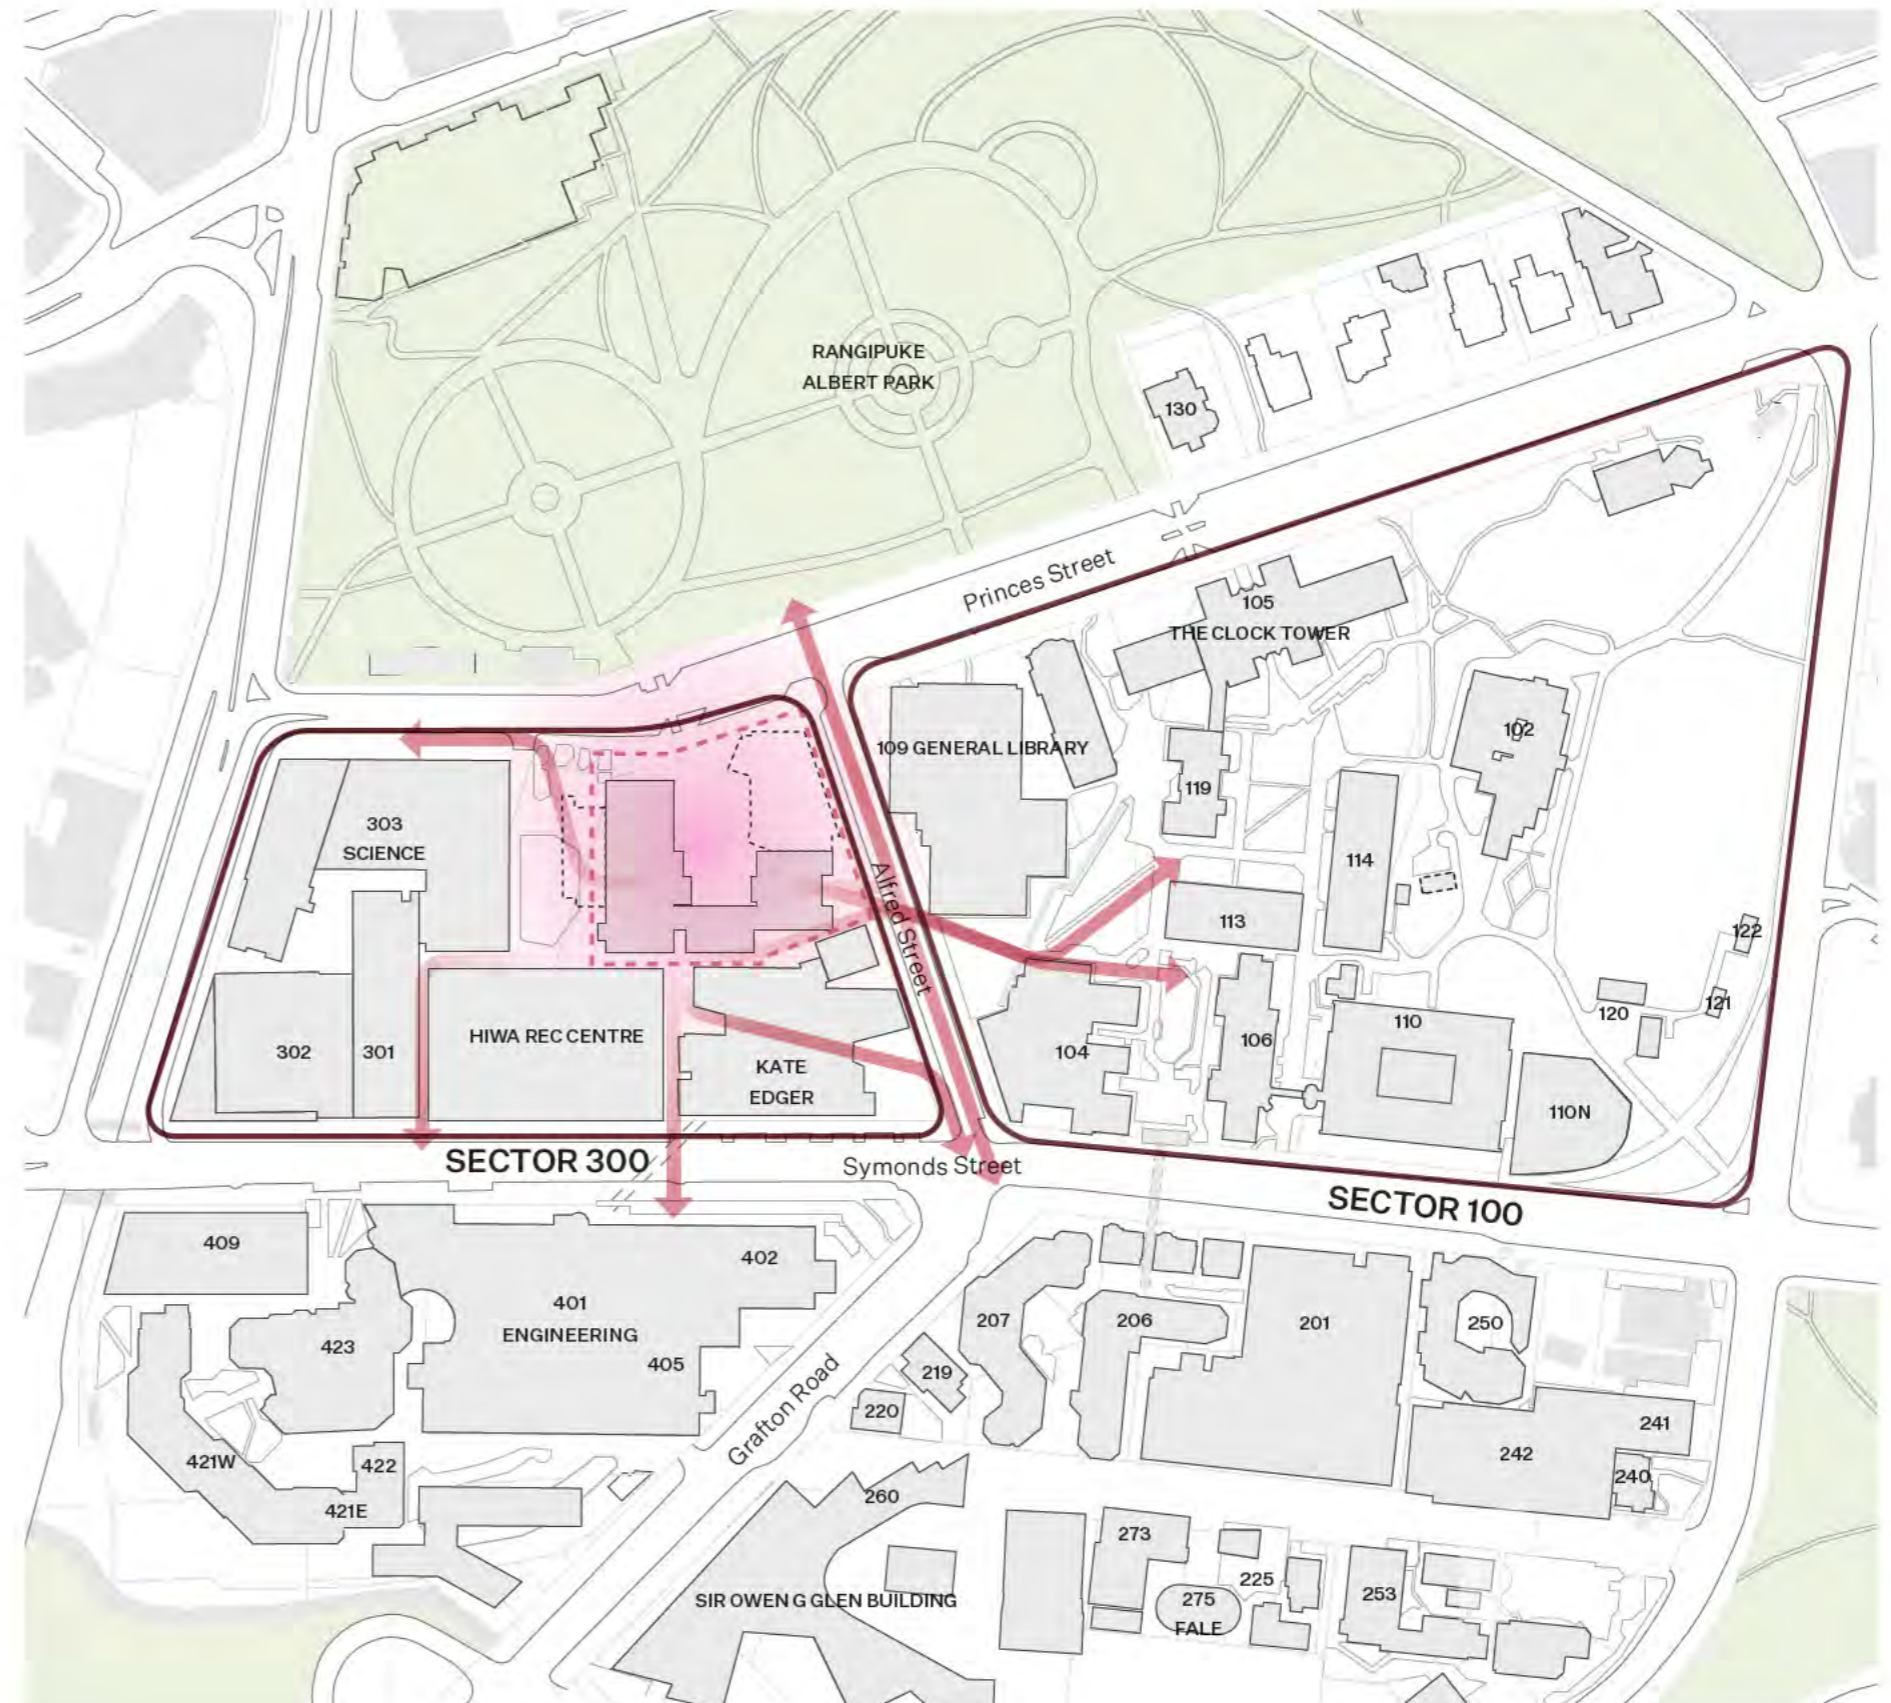 RANGIPUKE
ALBERT PARK
130
Princes Street
105
THE CLOCK TOWER
109 GENERAL LIBRARY
102
119
303
SCIENCE
114
Alfred Street
113
122
121
120
110
HIWA REC CENTRE
302
301
104
106
KATE
EDGER
110N
SECTOR 300
Symonds Street
SECTOR 100
409
402
401
ENGINEERING
423
405
207
206
201
250
219
220
Grafton Road
241
242
240
421W
422
421E
260
273
225
253
275
FALE
SIR OWEN G GLEN BUILDING